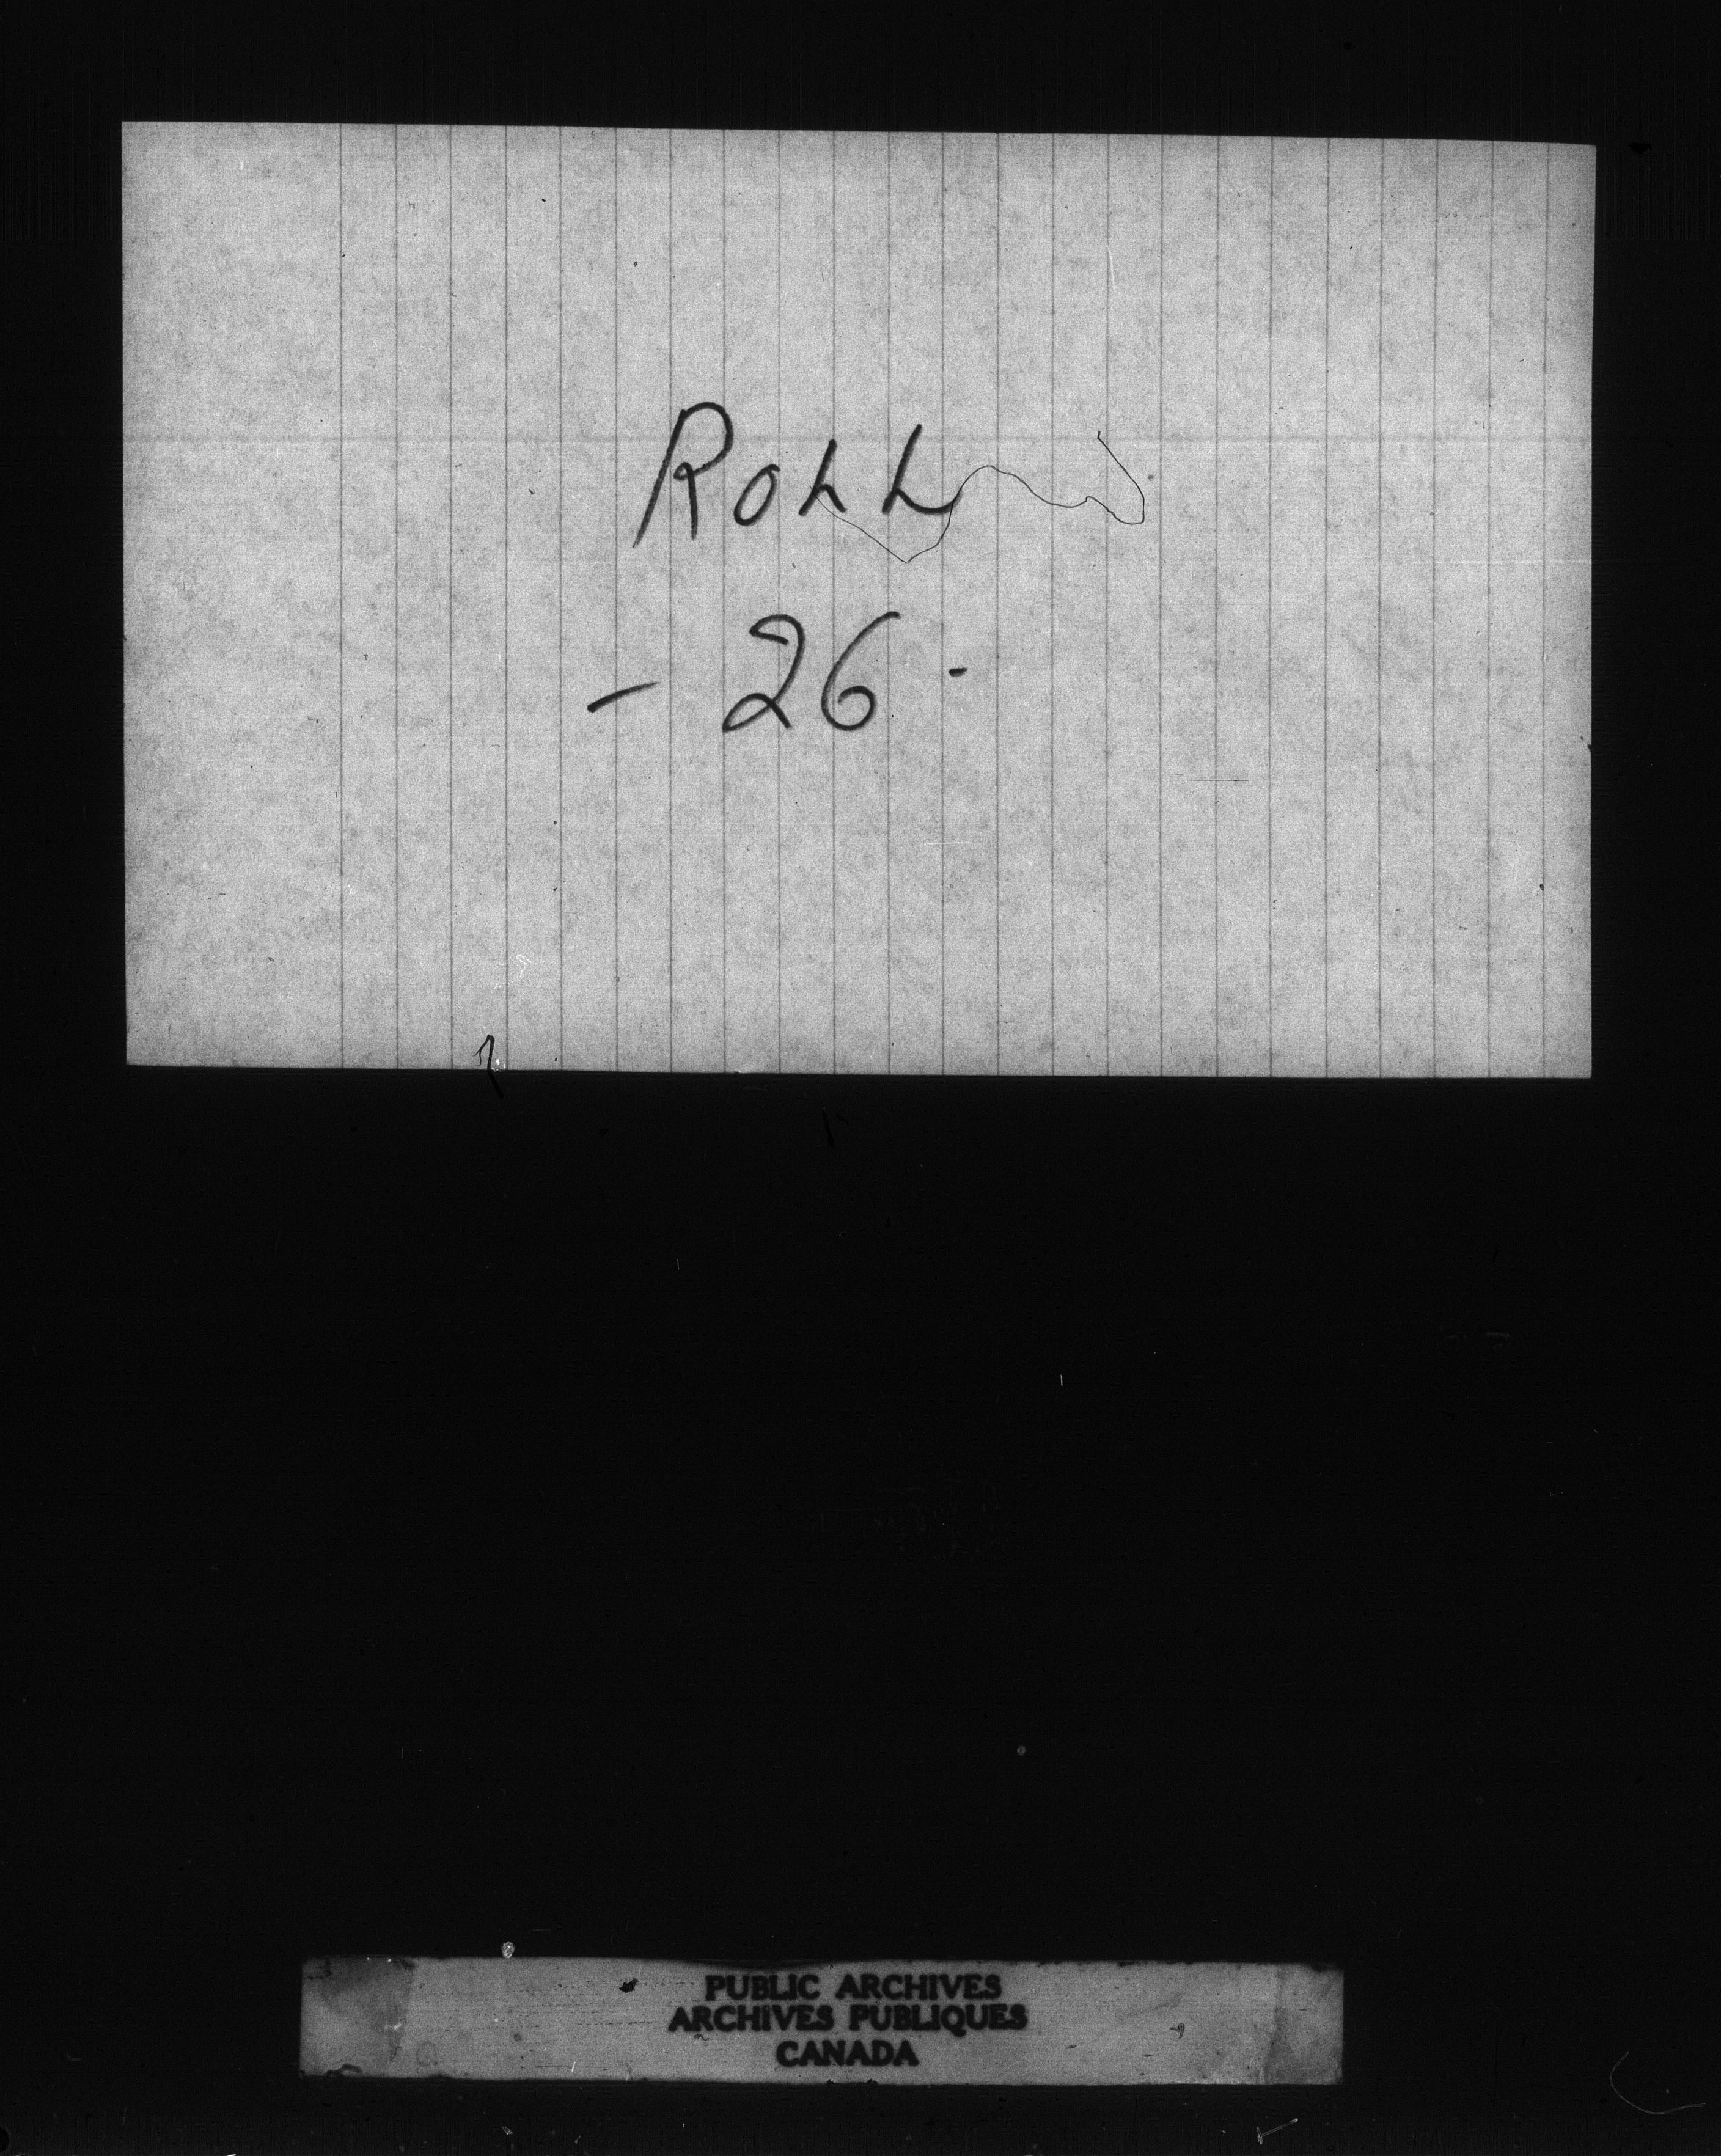 ROLL
- 26 -
PUBLIC ARCHIVES
ARCHIVES PUBLIQUES
CANADA